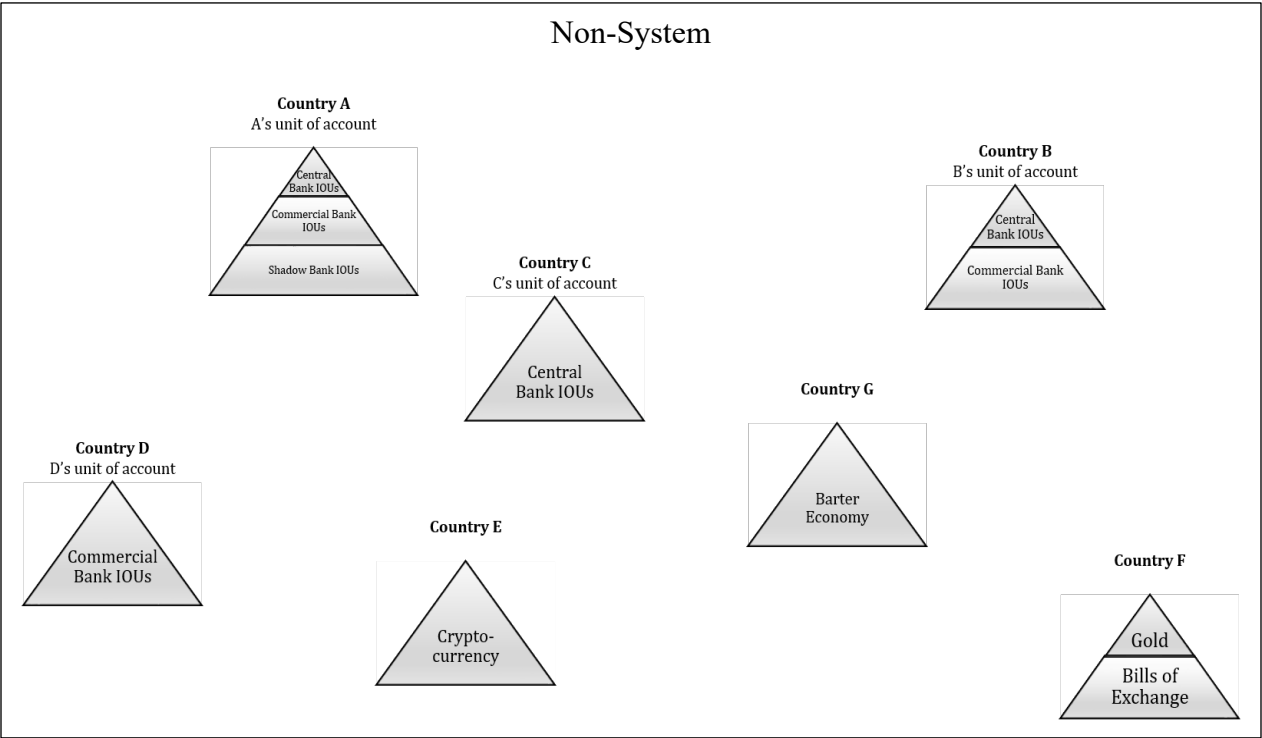 Non-System
Country A
A’s unit of account
Central
Bank IOUs
Commercial Bank
IOUs
Shadow Bank IOUs
Country B
B’s unit of account
Central
Bank IOUs
Commercial Bank
IOUs
Country C
C’s unit of account
Central
Bank IOUs
Country G
Barter
Economy
Country D
D’s unit of account
Commercial
Bank IOUs
Country E
Crypto-
currency
Country F
Gold
Bills of
Exchange